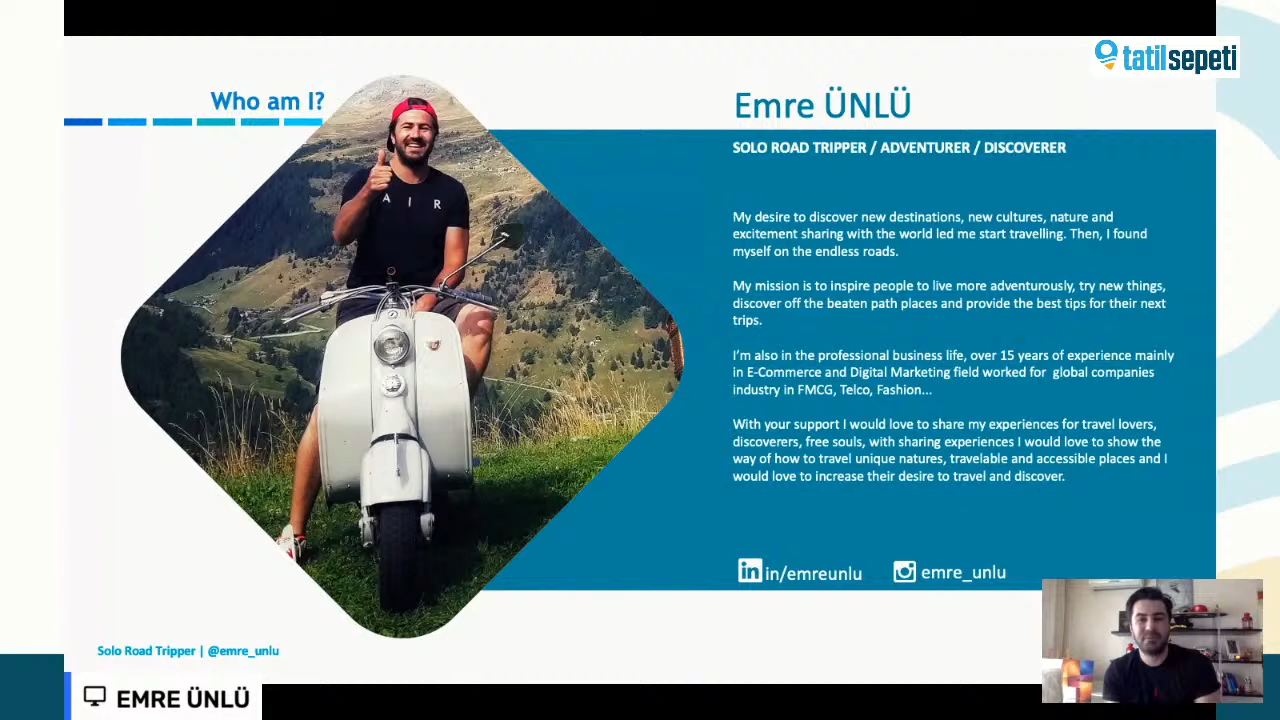 tatilsepeti
Who am I?
Emre ÜNLÜ
SOLO ROAD TRIPPER / ADVENTURER / DISCOVERER
A I R
My desire to discover new destinations, new cultures, nature and
excitement sharing with the world led me start travelling. Then, I found
myself on the endless roads.
My mission is to inspire people to live more adventurously, try new things,
discover off the beaten path places and provide the best tips for their next
trips.
I'm also in the professional business life, over 15 years of experience mainly
in E-Commerce and Digital Marketing field worked for global companies
industry in FMCG, Telco, Fashion...
With your support I would love to share my experiences for travel lovers,
discoverers, free souls, with sharing experiences I would love to show the
way of how to travel unique natures, travelable and accessible places and I
would love to increase their desire to travel and discover.
in in/emreunlu
emre_unlu
Solo Road Tripper | @emre_unlu
EMRE ÜNLÜ